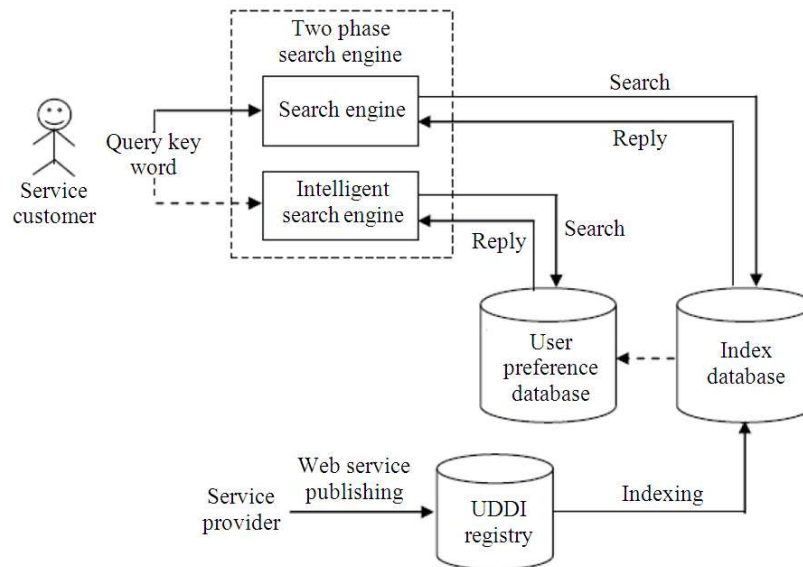 Two phase
search engine
Search engine
Search
Reply
Query key
word
Service
customer
Intelligent
search engine
Reply
Search
User
preference
database
Index
database
Web service
publishing
Service
provider
UDDI
registry
Indexing